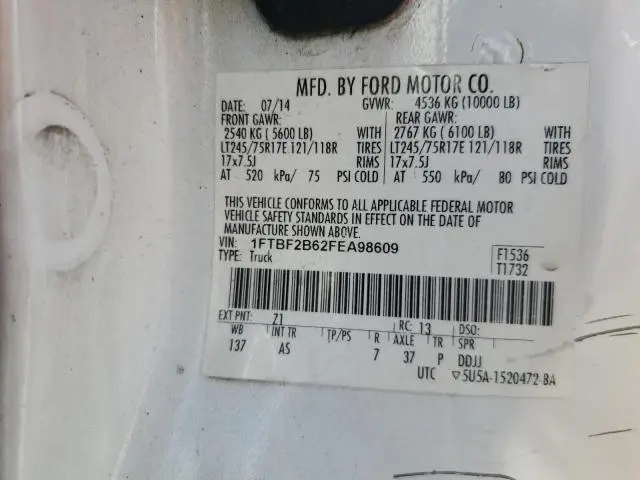 MFD. BY FORD MOTOR CO.
DATE: 07/14 GVWR: 4536 KG (10000 LB)
FRONT GAWR: REAR GAWR:
2540 KG ( 5600 LB) WITH 2767 KG ( 6100 LB) WITH
LT245/75R17E 121/118R TIRES LT245/75R17E 121/118R TIRES
17x7.5J RIMS 17x7.5J RIMS
AT 520 kPa/ 75 PSI COLD AT 550 kPa/ 80 PSI COLD
THIS VEHICLE CONFORMS TO ALL APPLICABLE FEDERAL MOTOR
VEHICLE SAFETY STANDARDS IN EFFECT ON THE DATE OF
MANUFACTURE SHOWN ABOVE.
VIN: 1FTBF2B62FEA98609
TYPE: Truck
F1536
T1732
EXT PNT: Z1 RC: 13 DSO:
WB INT TR TP/PS R AXLE TR SPR
137 AS 7 37 P DDJJ
UTC ▽5U5A-1520472-BA